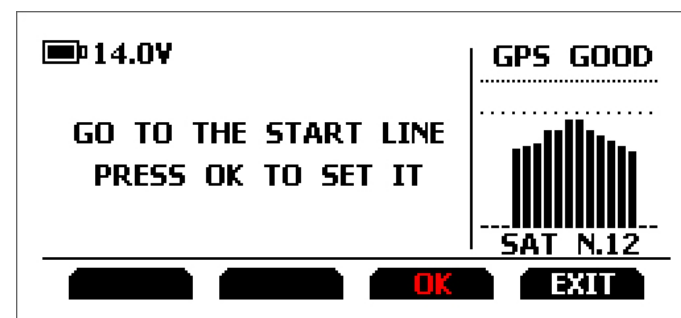 14.0V
GPS GOOD
GO TO THE START LINE
PRESS OK TO SET IT
SAT N.12
OK
EXIT